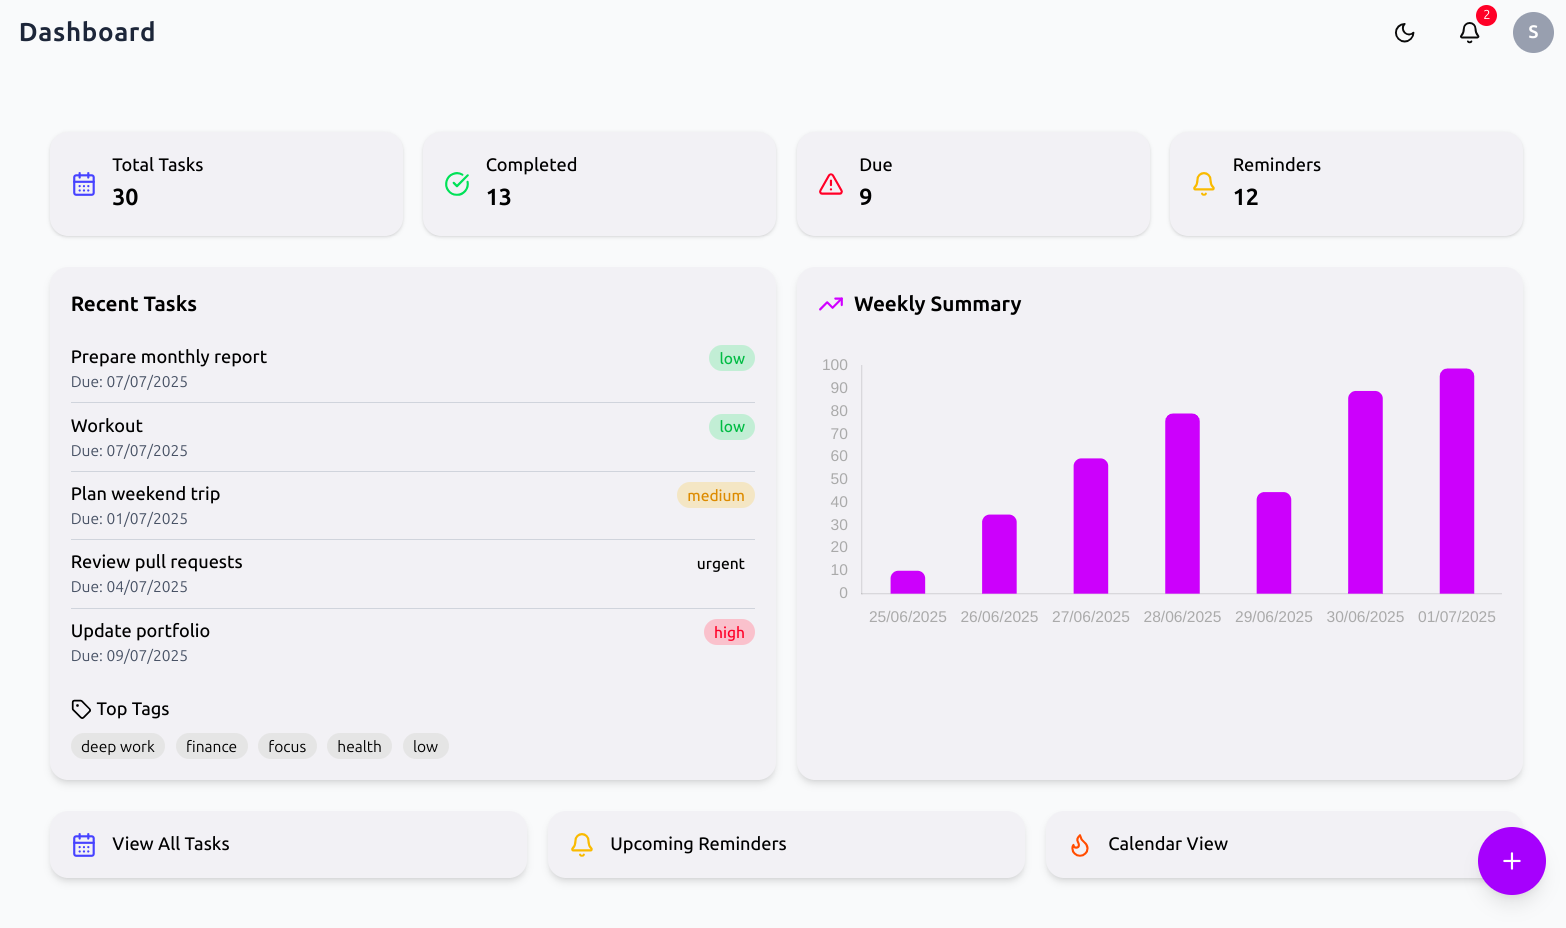 Dashboard
2
S
Total Tasks
30
Completed
13
Due
9
Reminders
12
Recent Tasks
Prepare monthly report
low
Due: 07/07/2025
Workout
low
Due: 07/07/2025
Plan weekend trip
medium
Due: 01/07/2025
Review pull requests
urgent
Due: 04/07/2025
Update portfolio
high
Due: 09/07/2025
Top Tags
deep work finance focus health low
Weekly Summary
100
90
80
70
60
50
40
30
20
10
0
25/06/2025 26/06/2025 27/06/2025 28/06/2025 29/06/2025 30/06/2025 01/07/2025
View All Tasks
Upcoming Reminders
Calendar View